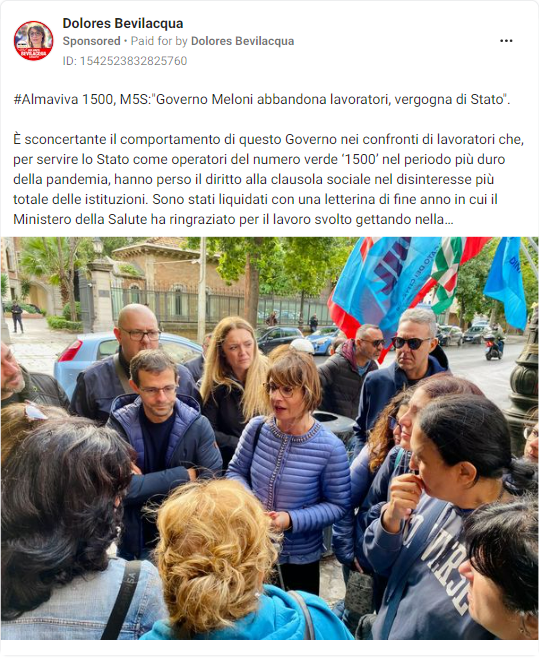 Dolores Bevilacqua
Sponsored • Paid for by Dolores Bevilacqua
ID: 1542523832825760
#Almaviva 1500, M5S:"Governo Meloni abbandona lavoratori, vergogna di Stato".
È sconcertante il comportamento di questo Governo nei confronti di lavoratori che,
per servire lo Stato come operatori del numero verde ‘1500’ nel periodo più duro
della pandemia, hanno perso il diritto alla clausola sociale nel disinteresse più
totale delle istituzioni. Sono stati liquidati con una letterina di fine anno in cui il
Ministero della Salute ha ringraziato per il lavoro svolto gettando nella…
BEVILACQUA